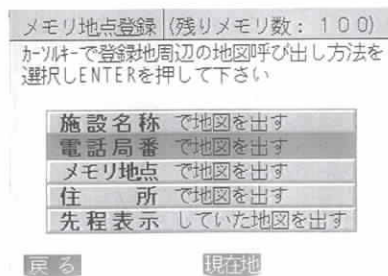 メモリ地点登録 (残りメモリ数: 100)
カーソルキーで登録地周辺の地図呼び出し方法を
選択しENTERを押して下さい
施設名称 で地図を出す
電話局番 で地図を出す
メモリ地点 で地図を出す
住 所 で地図を出す
先程表示 していた地図を出す
戻る 現在地